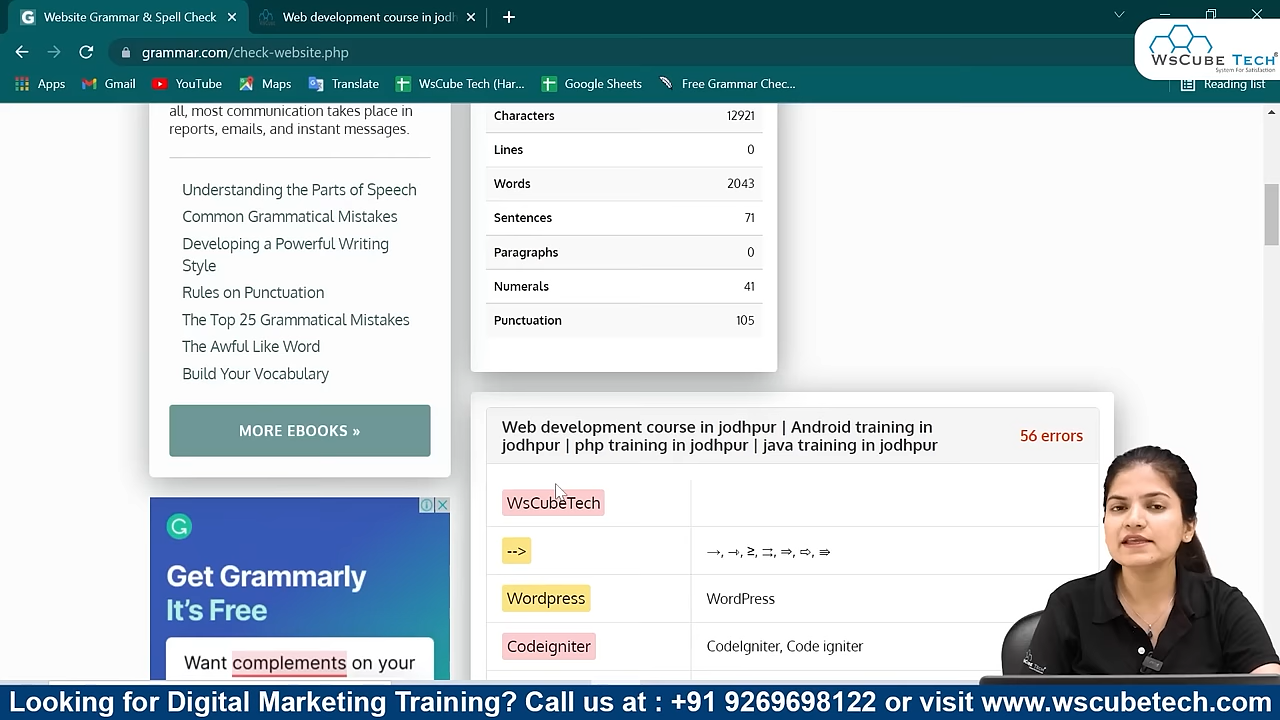 Website Grammar & Spell Check
Web development course in jodh
grammar.com/check-website.php
WsCube Tech
System For Satisfaction
Apps
Gmail
YouTube
Maps
Translate
WsCube Tech (Hard
Google Sheets
Free Grammar Chec...
Reading list
all, most communication takes place in
reports, emails, and instant messages.
Understanding the Parts of Speech
Common Grammatical Mistakes
Developing a Powerful Writing
Style
Rules on Punctuation
The Top 25 Grammatical Mistakes
The Awful Like Word
Build Your Vocabulary
MORE EBOOKS »
Get Grammarly
It's Free
Want complements on your
Characters 12921
Lines 0
Words 2043
Sentences 71
Paragraphs 0
Numerals 41
Punctuation 105
Web development course in jodhpur | Android training in
jodhpur | php training in jodhpur | java training in jodhpur
56 errors
WsCubeTech
--> →, ⇾, ≥, ⇉, ⇒, ⇨, ⇛
Wordpress WordPress
Codeigniter CodeIgniter, Code igniter
Looking for Digital Marketing Training? Call us at : +91 9269698122 or visit www.wscubetech.com